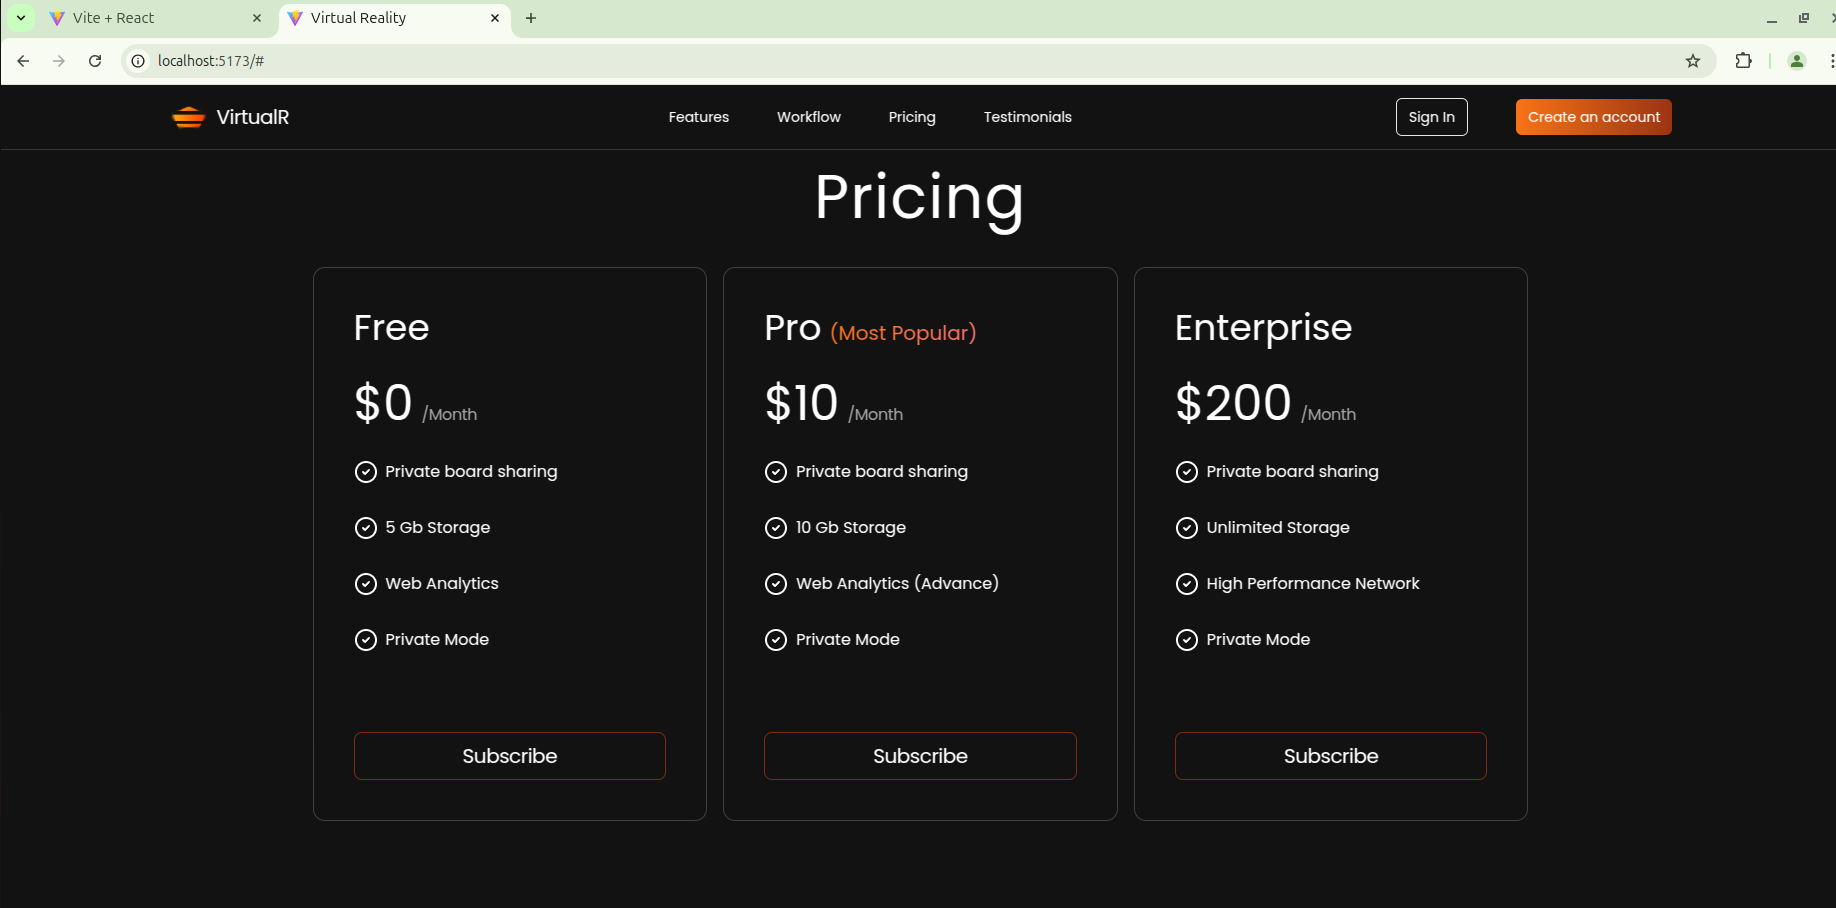 Vite + React
Virtual Reality
localhost:5173/#
VirtualR
Features
Workflow
Pricing
Testimonials
Sign In
Create an account
Pricing
Free
$0 /Month
Private board sharing
5 Gb Storage
Web Analytics
Private Mode
Subscribe
Pro (Most Popular)
$10 /Month
Private board sharing
10 Gb Storage
Web Analytics (Advance)
Private Mode
Subscribe
Enterprise
$200 /Month
Private board sharing
Unlimited Storage
High Performance Network
Private Mode
Subscribe